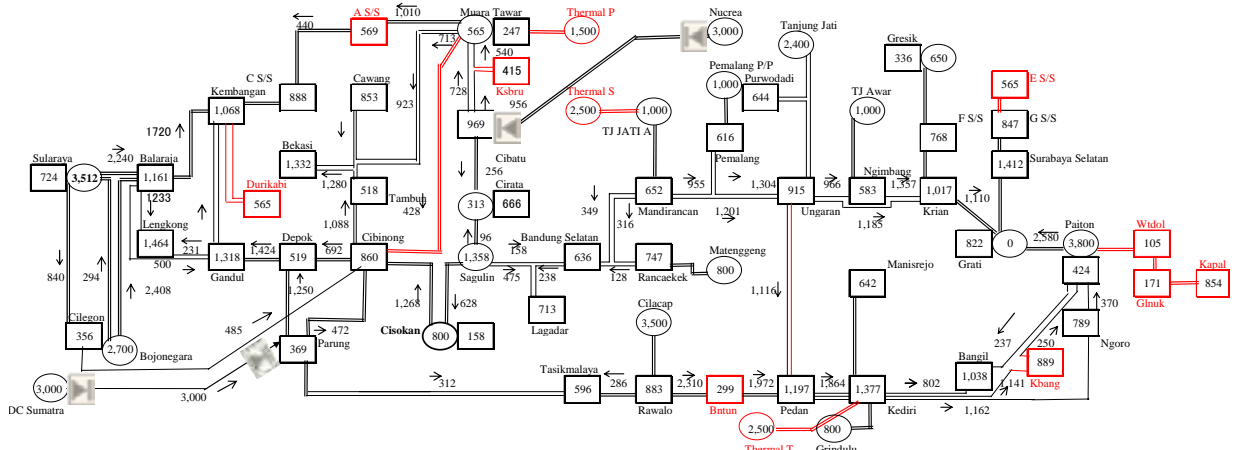 A S/S
1,010
Muara Tawar
Thermal P
Nucrea
440
569
565
247
1,500
3,000
Tanjung Jati
Gresik
713
540
2,400
336
650
C S/S
Cawang
415
Pemalang P/P
Purwodadi
E S/S
Kembangan
888
853
728
Ksbru
Thermal S
1,000
644
TJ Awar
565
1,068
923
956
2,500
1,000
1,000
F S/S
847
G S/S
969
TJ JATI A
616
768
1720
Bekasi
Cibatu
Pemalang
Surabaya Selatan
Sularaya
2,240
Balaraja
1,332
256
1,412
724
3,512
1,161
Durikabi
1,280
518
Cirata
652
955
1,304
915
966
583
1,357
1,017
Ngimbang
1233
565
Tambun
313
666
349
Mandirancan
Ungaran
Krian
1,110
Lengkong
428
316
1,201
1,185
Paiton
1,464
1,088
96
Bandung Selatan
2,580
Wtdol
231
1,424
Depok
692
Cibinong
158
Matenggeng
822
0
3,800
105
500
1,318
519
860
1,358
636
747
800
Grati
Kapal
840
294
Gandul
Sagulin
475
238
128
Rancaekek
Manisrejo
424
171
854
2,408
1,250
1,268
628
1,116
642
Glnuk
Cilegon
472
Cisokan
713
Cilacap
370
356
485
800
158
Lagadar
3,500
237
250
789
2,700
Bojonegara
369
Parung
Tasikmalaya
Bangil
889
Ngoro
3,000
312
596
286
883
2,310
299
1,972
1,197
1,864
1,377
802
1,038
1,141
Kbang
DC Sumatra
3,000
Rawalo
Bntun
Pedan
Kediri
1,162
2,500
800
Thermal T
Grindulu